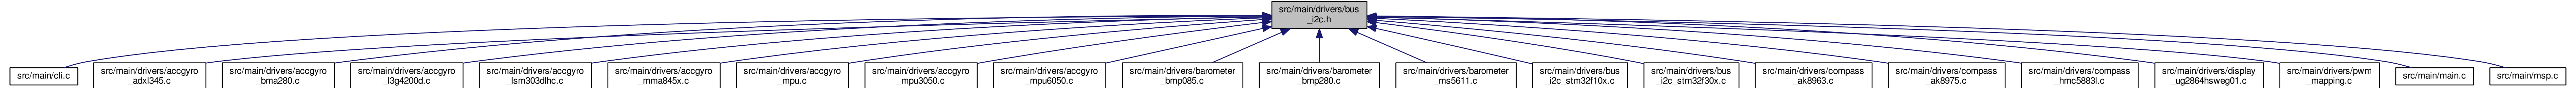 src/main/drivers/bus
_i2c.h
src/main/cli.c
src/main/drivers/accgyro
_adxl345.c
src/main/drivers/accgyro
_bma280.c
src/main/drivers/accgyro
_l3g4200d.c
src/main/drivers/accgyro
_lsm303dlhc.c
src/main/drivers/accgyro
_mma845x.c
src/main/drivers/accgyro
_mpu.c
src/main/drivers/accgyro
_mpu3050.c
src/main/drivers/accgyro
_mpu6050.c
src/main/drivers/barometer
_bmp085.c
src/main/drivers/barometer
_bmp280.c
src/main/drivers/barometer
_ms5611.c
src/main/drivers/bus
_i2c_stm32f10x.c
src/main/drivers/bus
_i2c_stm32f30x.c
src/main/drivers/compass
_ak8963.c
src/main/drivers/compass
_ak8975.c
src/main/drivers/compass
_hmc5883l.c
src/main/drivers/display
_ug2864hsweg01.c
src/main/drivers/pwm
_mapping.c
src/main/main.c
src/main/msp.c